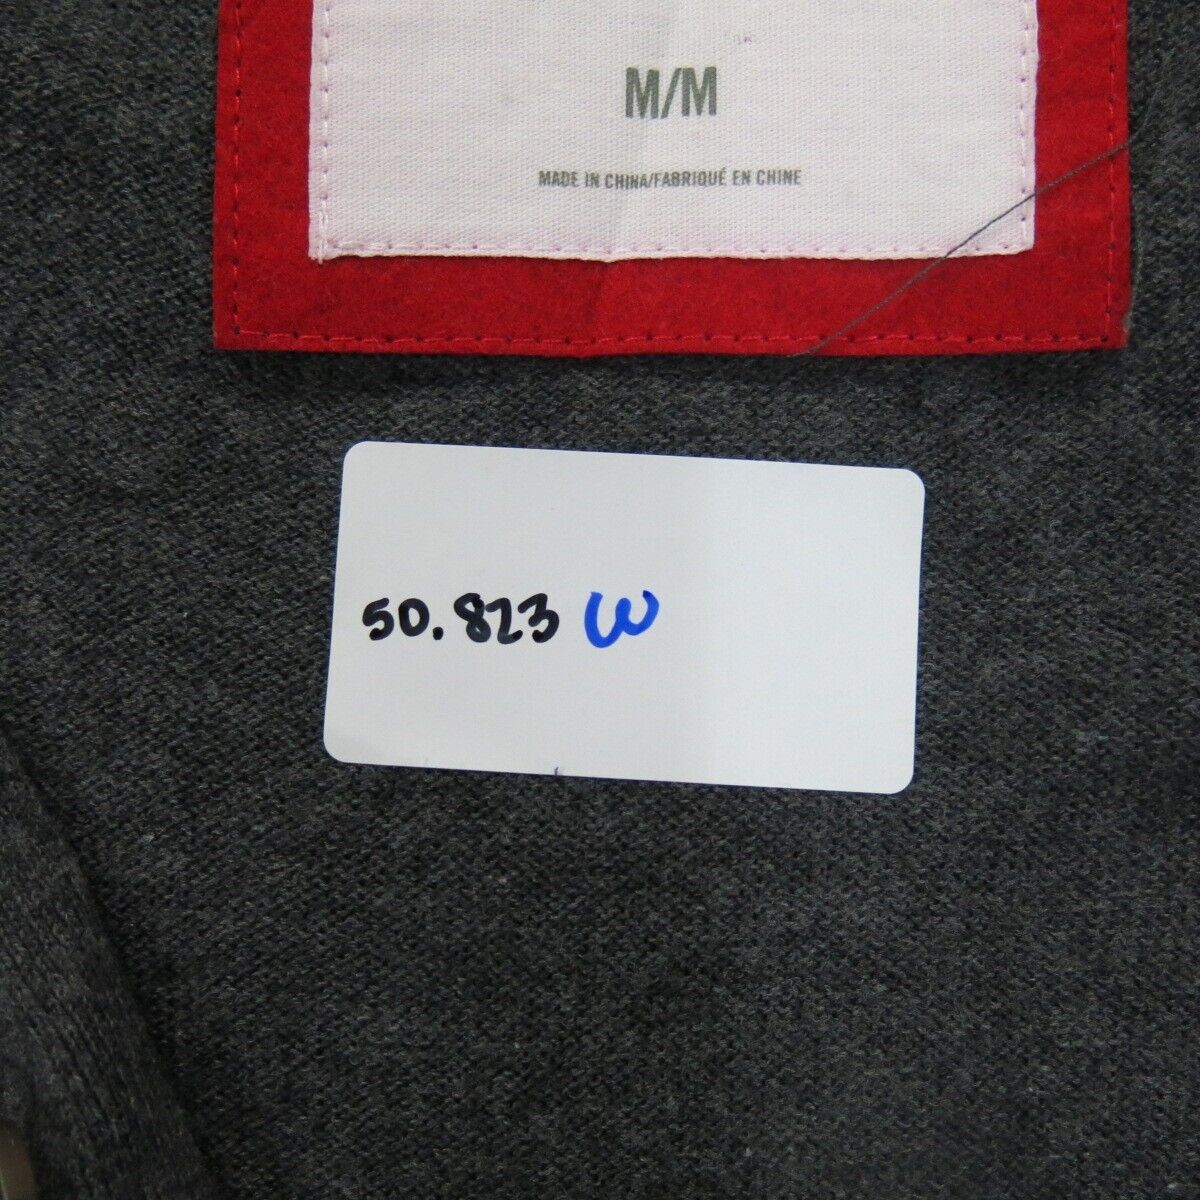 M/M
MADE IN CHINA/FABRIQUÉ EN CHINE
50.823 W